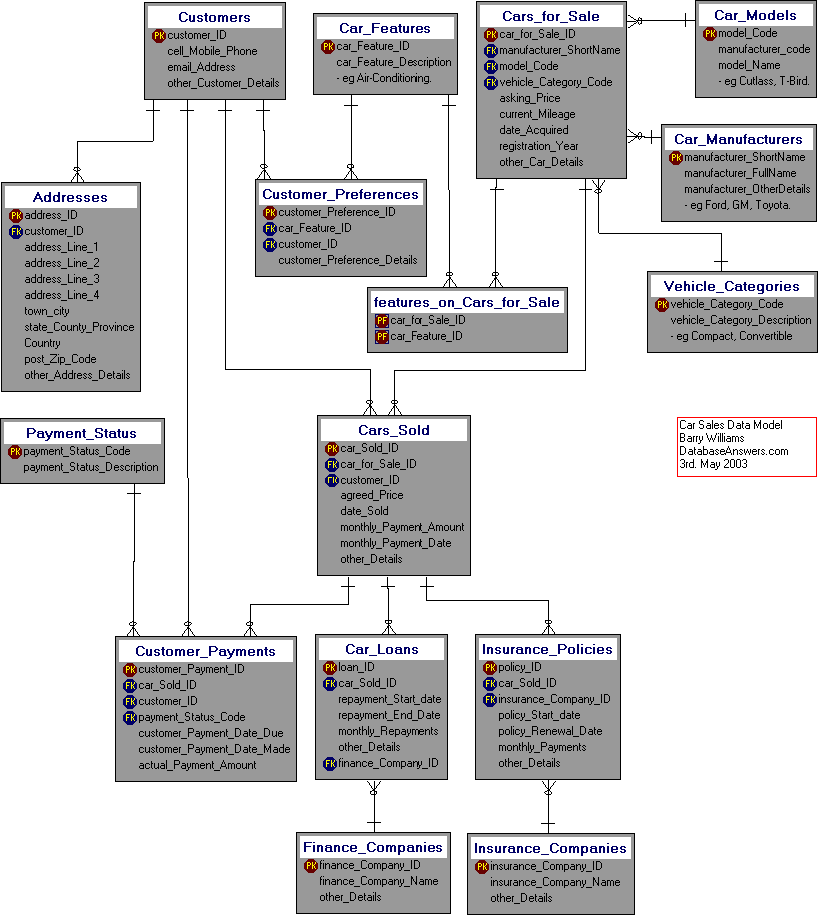 Customers
PK customer_ID
cell_Mobile_Phone
email_Address
other_Customer_Details
Car_Features
PK car_Feature_ID
car_Feature_Description
- eg Air-Conditioning.
Cars_for_Sale
PK car_for_Sale_ID
FK manufacturer_ShortName
FK model_Code
FK vehicle_Category_Code
asking_Price
current_Mileage
date_Acquired
registration_Year
other_Car_Details
Car_Models
PK model_Code
manufacturer_code
model_Name
- eg Cutlass, T-Bird.
Car_Manufacturers
PK manufacturer_ShortName
manufacturer_FullName
manufacturer_OtherDetails
- eg Ford, GM, Toyota.
Addresses
PK address_ID
FK customer_ID
address_Line_1
address_Line_2
address_Line_3
address_Line_4
town_city
state_County_Province
Country
post_Zip_Code
other_Address_Details
Customer_Preferences
PK customer_Preference_ID
FK car_Feature_ID
FK customer_ID
customer_Preference_Details
features_on_Cars_for_Sale
PF car_for_Sale_ID
PF car_Feature_ID
Vehicle_Categories
PK vehicle_Category_Code
vehicle_Category_Description
- eg Compact, Convertible
Payment_Status
PK payment_Status_Code
payment_Status_Description
Cars_Sold
PK car_Sold_ID
FK car_for_Sale_ID
FK customer_ID
agreed_Price
date_Sold
monthly_Payment_Amount
monthly_Payment_Date
other_Details
Car Sales Data Model
Barry Williams
DatabaseAnswers.com
3rd. May 2003
Customer_Payments
PK customer_Payment_ID
FK car_Sold_ID
FK customer_ID
FK payment_Status_Code
customer_Payment_Date_Due
customer_Payment_Date_Made
actual_Payment_Amount
Car_Loans
PK loan_ID
FK car_Sold_ID
repayment_Start_date
repayment_End_Date
monthly_Repayments
other_Details
FK finance_Company_ID
Insurance_Policies
PK policy_ID
FK car_Sold_ID
FK insurance_Company_ID
policy_Start_date
policy_Renewal_Date
monthly_Payments
other_Details
Finance_Companies
PK finance_Company_ID
finance_Company_Name
other_Details
Insurance_Companies
PK insurance_Company_ID
insurance_Company_Name
other_Details